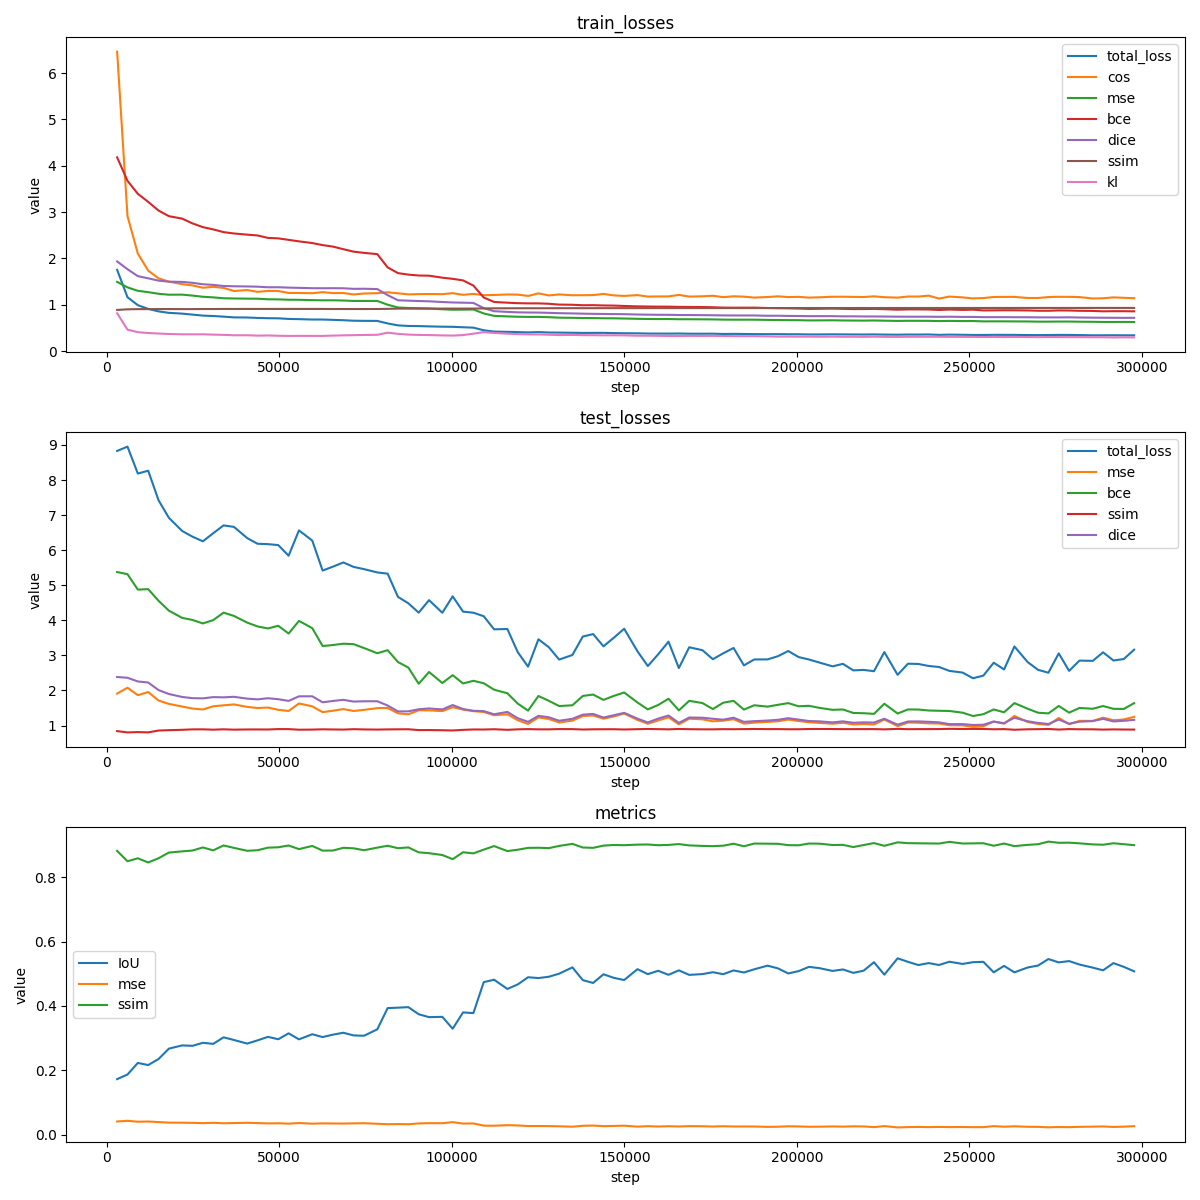 train_losses
value
6
5
4
3
2
1
0
total_loss
cos
mse
bce
dice
ssim
kl
0 50000 100000 150000 200000 250000 300000
step
test_losses
value
9
8
7
6
5
4
3
2
1
total_loss
mse
bce
ssim
dice
0 50000 100000 150000 200000 250000 300000
step
metrics
value
0.8
0.6
0.4
0.2
0.0
IoU
mse
ssim
0 50000 100000 150000 200000 250000 300000
step